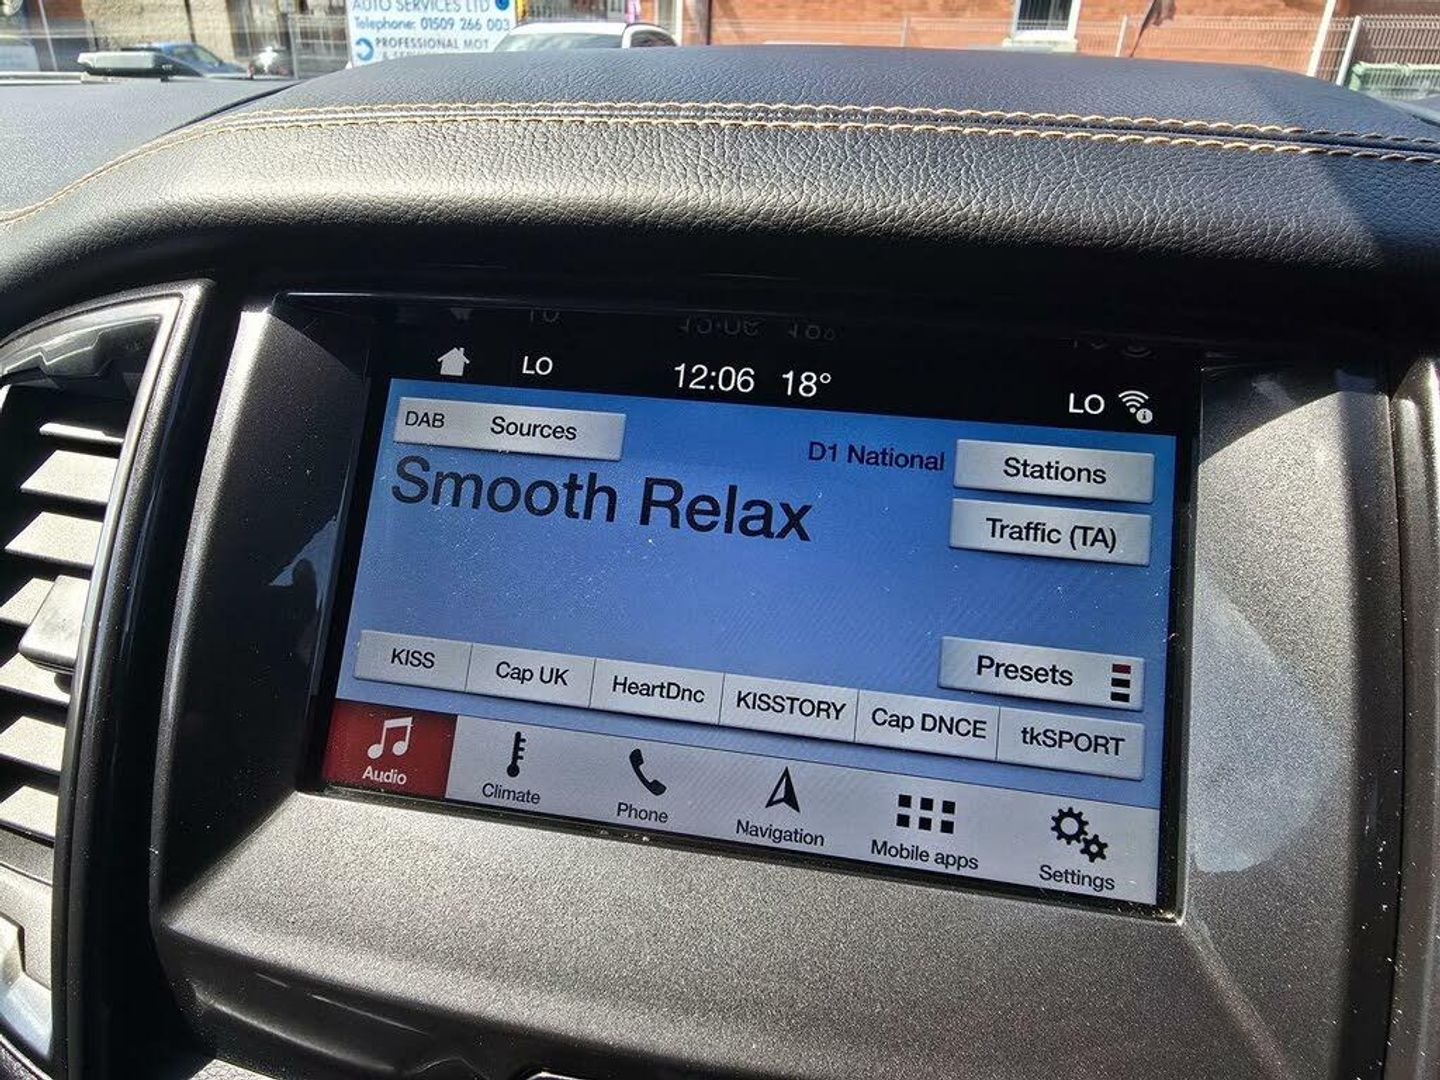 AUTO SERVICES LTD
Telephone: 01509 266 003
PROFESSIONAL MOT
LO 12:06 18° LO
DAB Sources
D1 National Stations
Smooth Relax
Traffic (TA)
Presets
KISS Cap UK HeartDnc KISSTORY Cap DNCE tkSPORT
Audio Climate Phone Navigation Mobile apps Settings